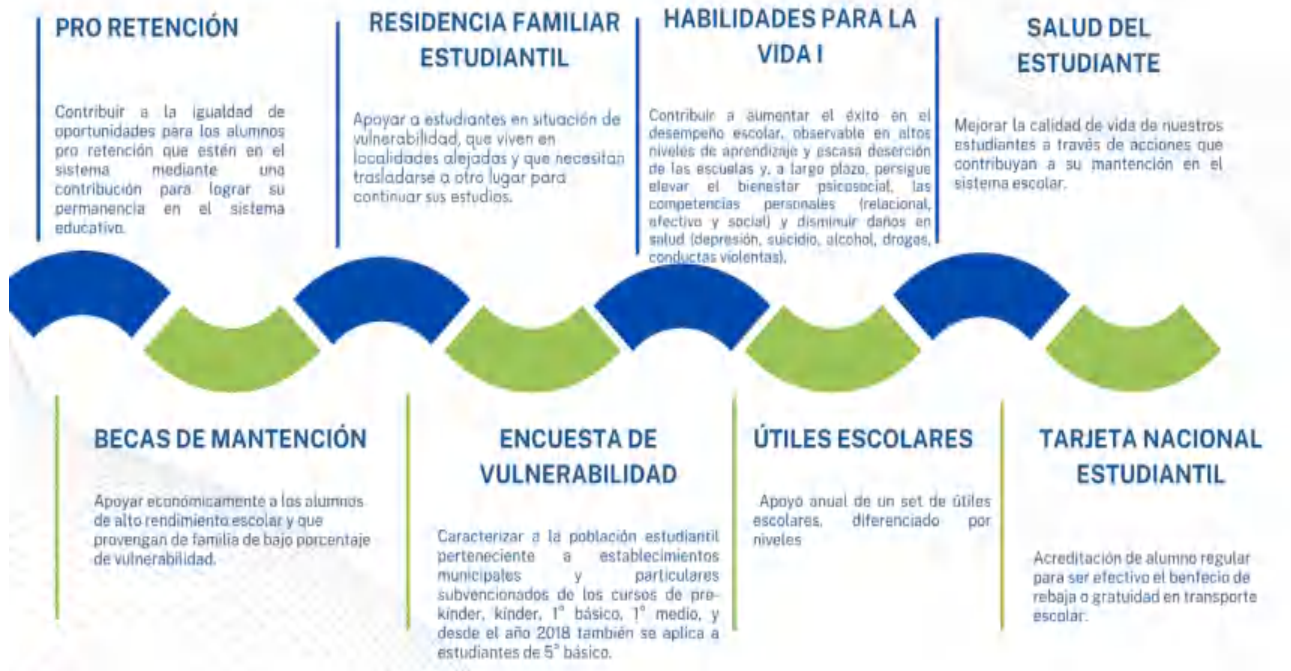 PRO RETENCIÓN
Contribuir a la igualdad de
oportunidades para los alumnos
pro retención que estén en el
sistema mediante una
contribución para lograr su
permanencia en el sistema
educativo.
RESIDENCIA FAMILIAR
ESTUDIANTIL
Apoyar a estudiantes en situación de
vulnerabilidad, que viven en
localidades alejadas y que necesitan
trasladarse a otro lugar para
continuar sus estudios.
HABILIDADES PARA LA
VIDA I
Contribuir a aumentar el éxito en el
desempeño escolar, observable en altos
niveles de aprendizaje y escasa deserción
de las escuelas y, a largo plazo, persigue
elevar el bienestar psicosocial, las
competencias personales (relacional,
afectivo y social) y disminuir daños en
salud (depresión, suicidio, alcohol, drogas,
conductas violentas).
SALUD DEL
ESTUDIANTE
Mejorar la calidad de vida de nuestros
estudiantes a través de acciones que
contribuyan a su mantención en el
sistema escolar.
BECAS DE MANTENCIÓN
Apoyar económicamente a los alumnos
de alto rendimiento escolar y que
provengan de familia de bajo porcentaje
de vulnerabilidad.
ENCUESTA DE
VULNERABILIDAD
Caracterizar a la población estudiantil
perteneciente a establecimientos
municipales y particulares
subvencionados de los cursos de pre-
kínder, kínder, 1° básico, 1° medio, y
desde el año 2018 también se aplica a
estudiantes de 5° básico.
ÚTILES ESCOLARES
Apoyo anual de un set de útiles
escolares, diferenciado por
niveles
TARJETA NACIONAL
ESTUDIANTIL
Acreditación de alumno regular
para ser efectivo el benfecio de
rebaja o gratuidad en transporte
escolar.